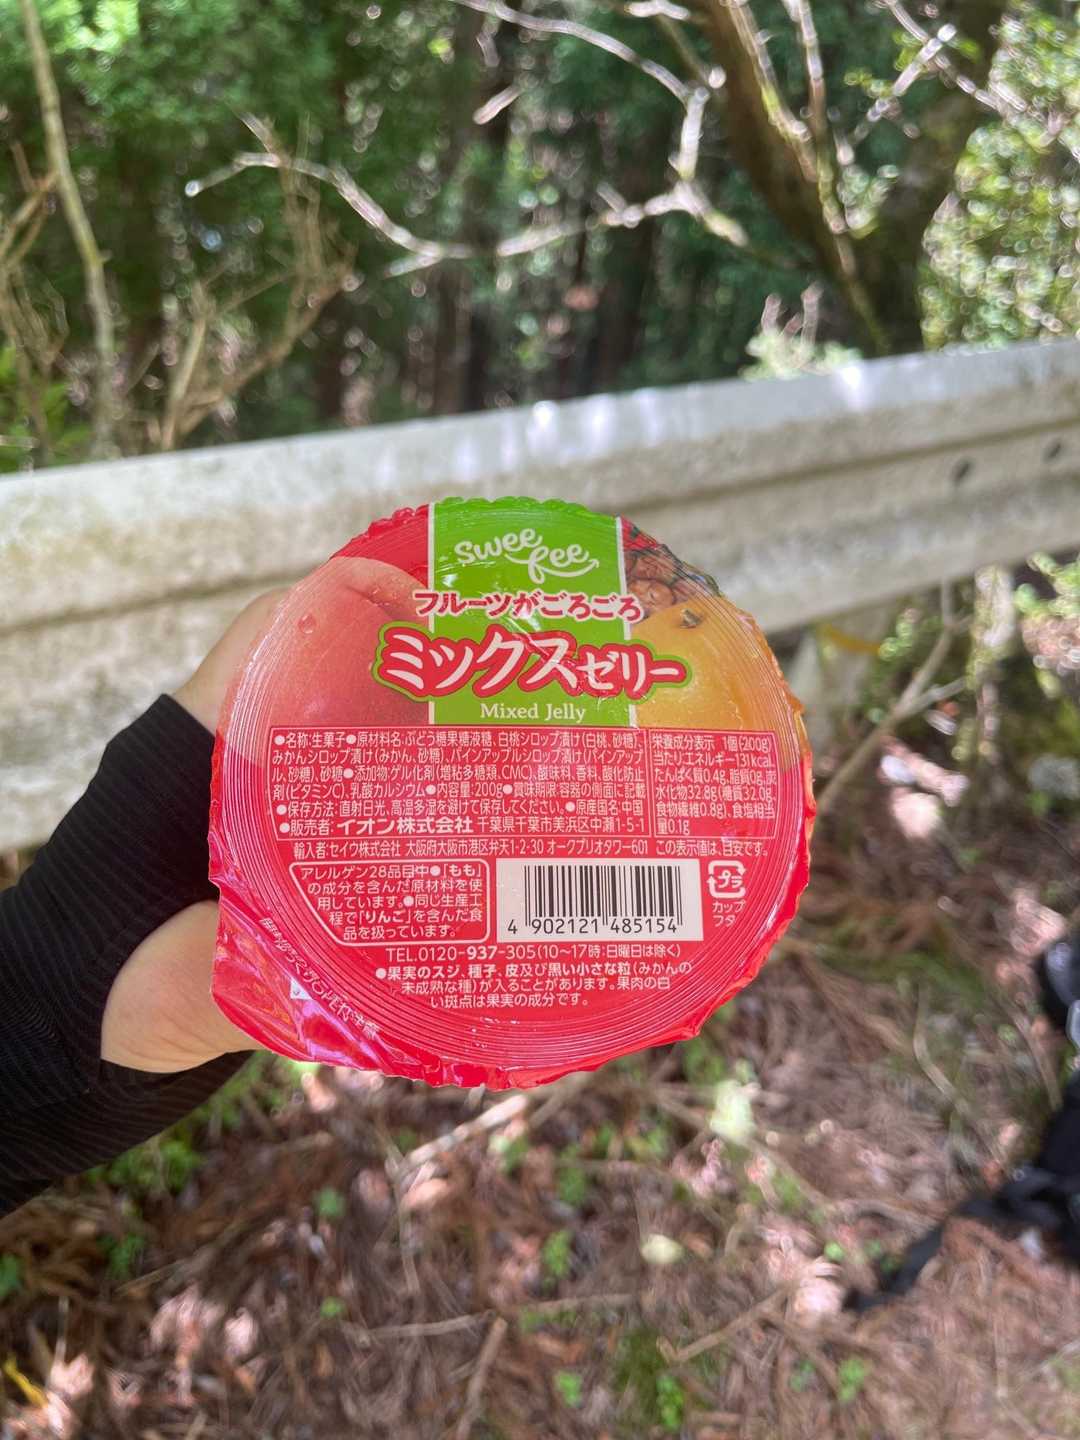 swee fee
フルーツがごろごろ
ミックスゼリー
Mixed Jelly
●名称:生菓子●原材料名:ぶどう糖果糖液糖、白桃シロップ漬け(白桃、砂糖)、
みかんシロップ漬け(みかん、砂糖)、パインアップルシロップ漬け(パインアップ
ル、砂糖)、砂糖●添加物:ゲル化剤(増粘多糖類、CMC)、酸味料、香料、酸化防止
剤(ビタミンC)、乳酸カルシウム●内容量:200g●賞味期限:容器の側面に記載
●保存方法:直射日光、高温多湿を避けて保存してください。●原産国名:中国
●販売者:イオン株式会社 千葉県千葉市美浜区中瀬1-5-1
栄養成分表示 1個(200g)
当たり:エネルギー131kcal、
たんぱく質0.4g、脂質0g、炭
水化物32.8g(糖質32.0g、
食物繊維0.8g)、食塩相当
量0.1g
輸入者:セイウ株式会社 大阪府大阪市港区弁天1-2-30 オークプリオタワー601
この表示値は、目安です。
アレルゲン28品目中●「もも」
の成分を含んだ原材料を使
用しています。●同じ生産工
程で「りんご」を含んだ食
品を扱っています。
4 902121 485154
プラ
カップ
フタ
TEL.0120-937-305(10〜17時:日曜日は除く)
●果実のスジ、種子、皮及び黒い小さな粒(みかんの
未成熟な種)が入ることがあります。果肉の白
い斑点は果実の成分です。